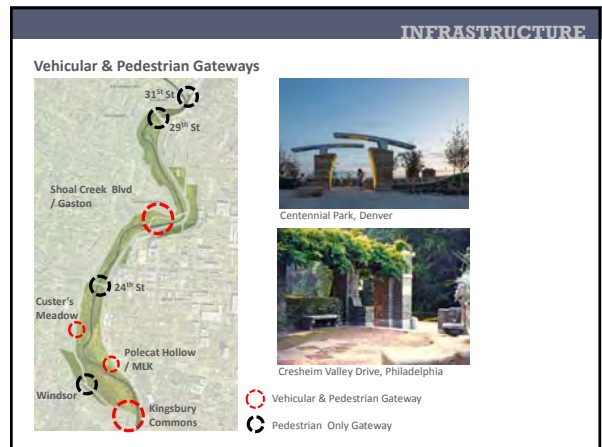 INFRASTRUCTURE
Vehicular & Pedestrian Gateways
31St St
29th St
Shoal Creek Blvd
/ Gaston
24th St
Custer's
Meadow
Polecat Hollow
/ MLK
Windsor
Kingsbury
Commons
Centennial Park, Denver
Cresheim Valley Drive, Philadelphia
Vehicular & Pedestrian Gateway
Pedestrian Only Gateway